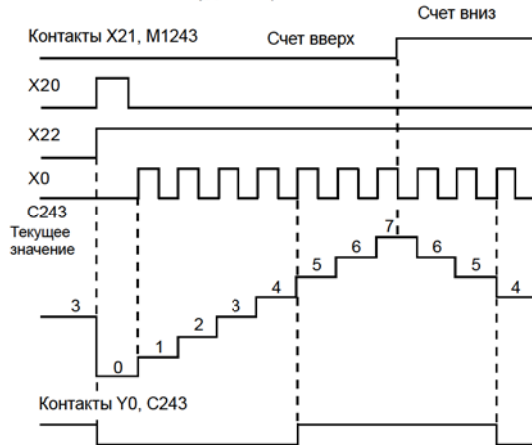 Счет вниз
Контакты X21, M1243
Счет вверх
X20
X22
X0
C243
Текущее
значение
7
6
6
5
5
4
4
3
3
2
1
0
Контакты Y0, C243